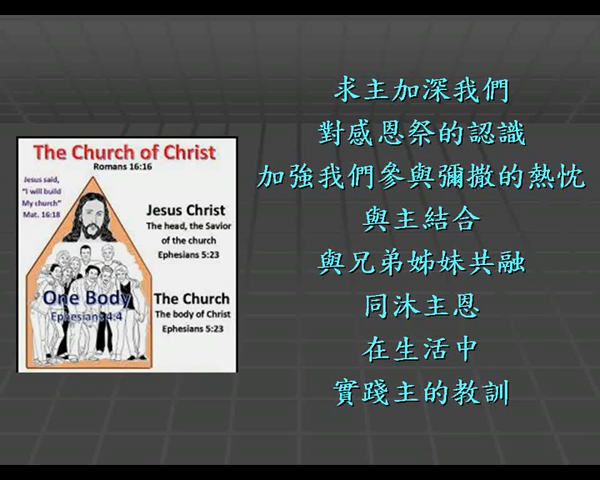 The Church of Christ
Romans 16:16
Jesus said,
"I will build
My church"
Mat. 16:18
Jesus Christ
The head, the Savior
of the church
Ephesians 5:23
One Body
Ephesians 4:4
The Church
The body of Christ
Ephesians 5:23
求主加深我們
對感恩祭的認識
加強我們參與彌撒的熱忱
與主結合
與兄弟姊妹共融
同沐主恩
在生活中
實踐主的教訓